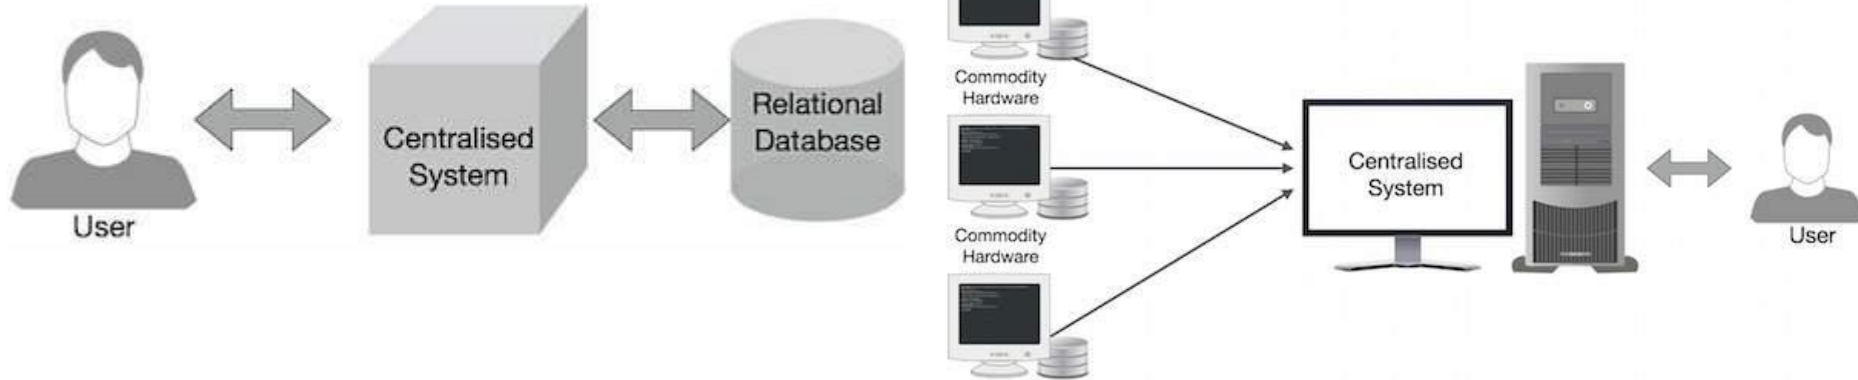 Centralised
System
Relational
Database
User
Commodity
Hardware
Commodity
Hardware
Centralised
System
User